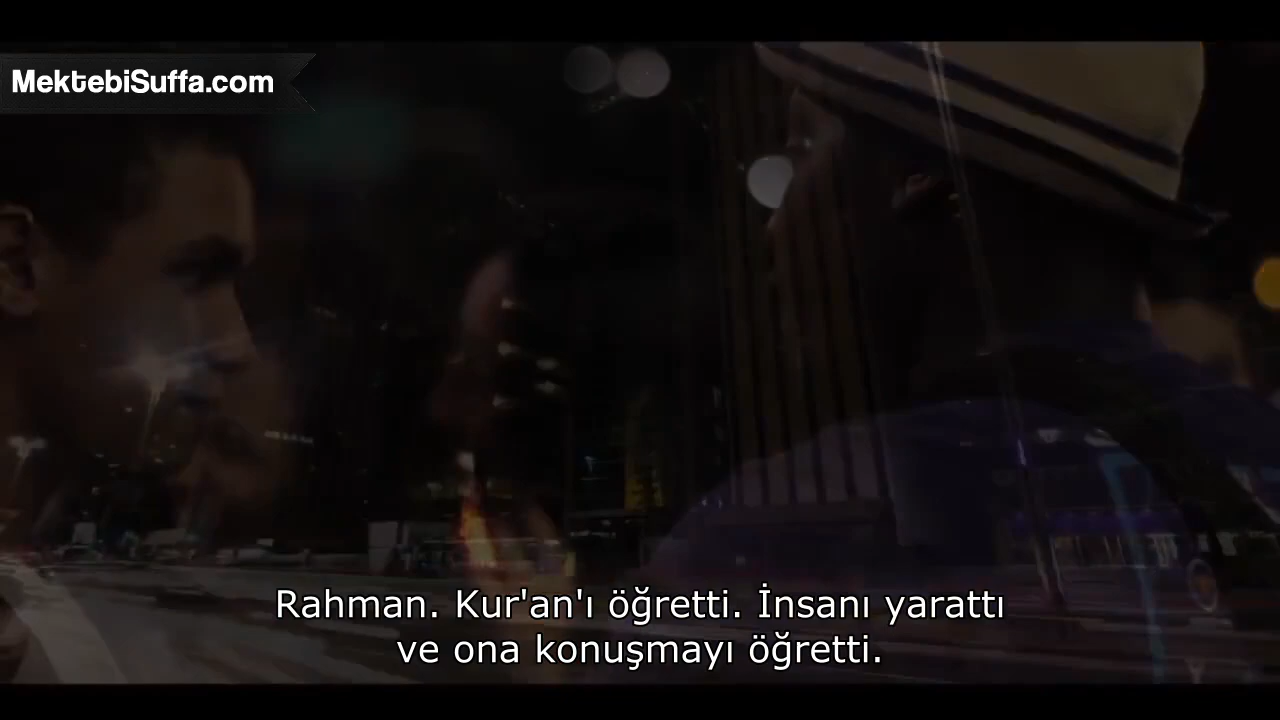 MektebiSuffa.com
Rahman. Kur'an'ı öğretti. İnsanı yarattı
ve ona konuşmayı öğretti.